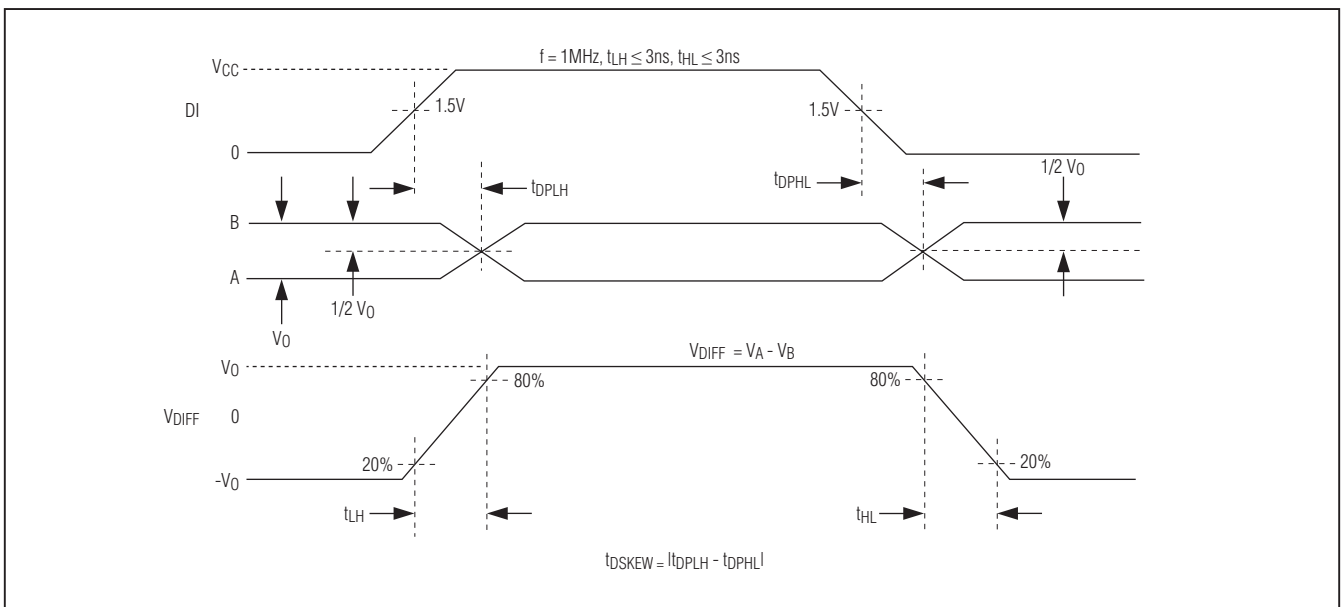 f = 1MHz, tLH ≤ 3ns, tHL ≤ 3ns
VCC
DI
1.5V
1.5V
0
1/2 VO
tDPLH
tDPHL
B
A
1/2 VO
VO
VDIFF = VA - VB
VO
80%
80%
VDIFF 0
20%
20%
-VO
tLH
tHL
tDSKEW = |tDPLH - tDPHL|